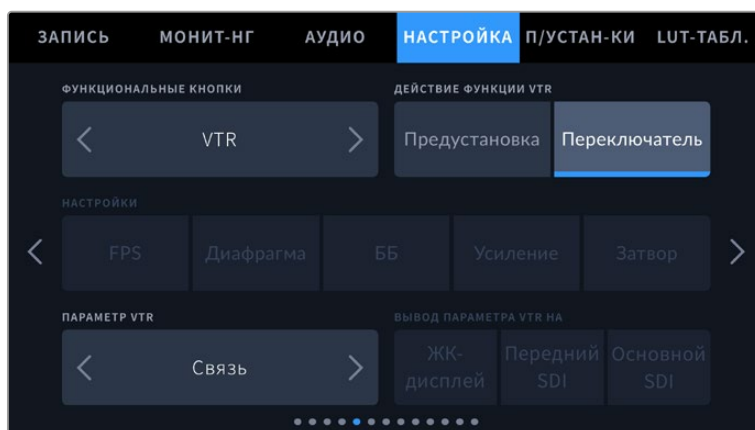 ЗАПИСЬ МОНИТ-НГ АУДИО НАСТРОЙКА П/УСТАН-КИ LUT-ТАБЛ.
ФУНКЦИОНАЛЬНЫЕ КНОПКИ ДЕЙСТВИЕ ФУНКЦИИ VTR
VTR Предустановка Переключатель
НАСТРОЙКИ
FPS Диафрагма ББ Усиление Затвор
ПАРАМЕТР VTR ВЫВОД ПАРАМЕТРА VTR НА
Связь
ЖК-
дисплей
Передний
SDI
Основной
SDI